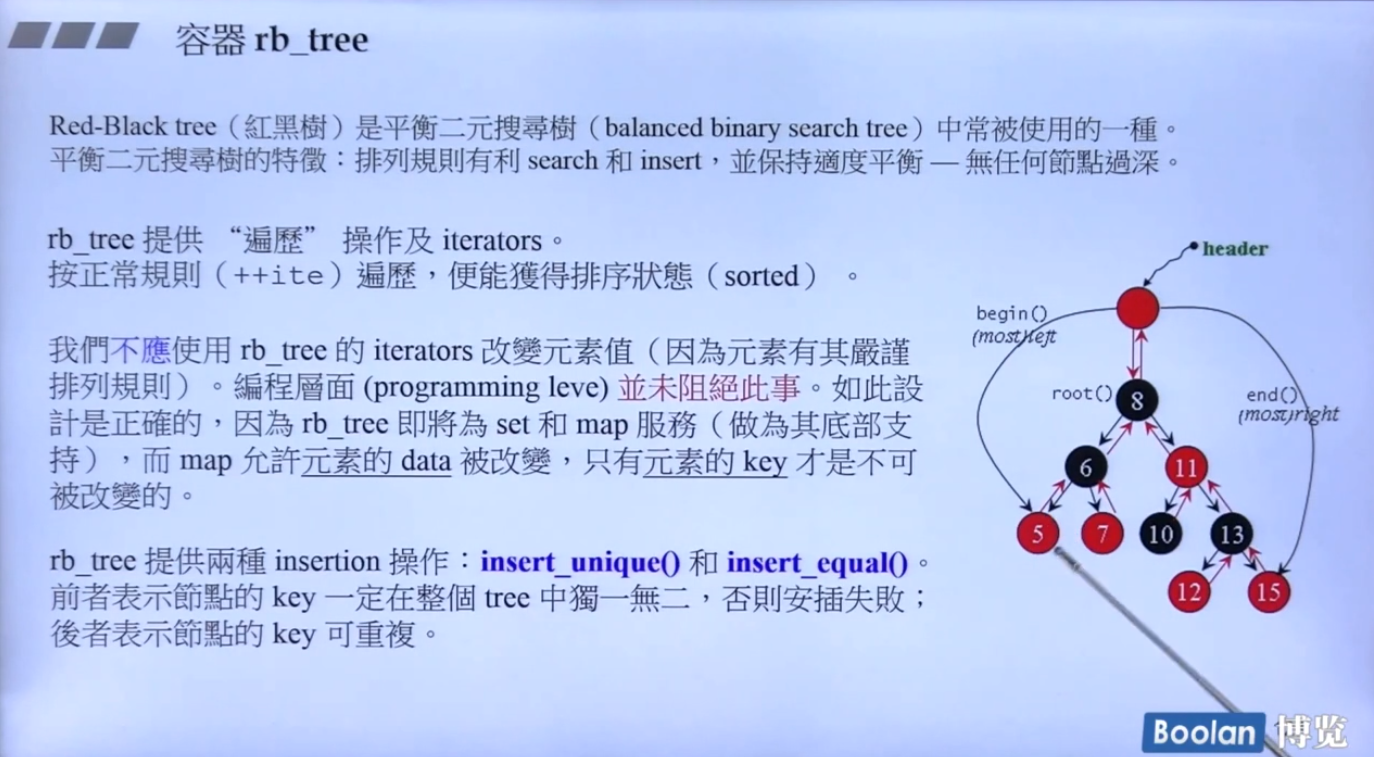 容器 rb_tree
Red-Black tree（紅黑樹）是平衡二元搜尋樹（balanced binary search tree）中常被使用的一種。
平衡二元搜尋樹的特徵：排列規則有利 search 和 insert，並保持適度平衡 — 無任何節點過深。
rb_tree 提供 “遍歷” 操作及 iterators。
按正常規則（++ite）遍歷，便能獲得排序狀態（sorted）。
我們不應使用 rb_tree 的 iterators 改變元素值（因為元素有其嚴謹
排列規則）。編程層面 (programming leve) 並未阻絕此事。如此設
計是正確的，因為 rb_tree 即將為 set 和 map 服務（做為其底部支
持），而 map 允許元素的 data 被改變，只有元素的 key 才是不可
被改變的。
rb_tree 提供兩種 insertion 操作：insert_unique() 和 insert_equal()。
前者表示節點的 key 一定在整個 tree 中獨一無二，否則安插失敗；
後者表示節點的 key 可重複。
header
begin()
(most)left
root()
end()
(most)right
8
6
11
5
7
10
13
12
15
Boolan 博览